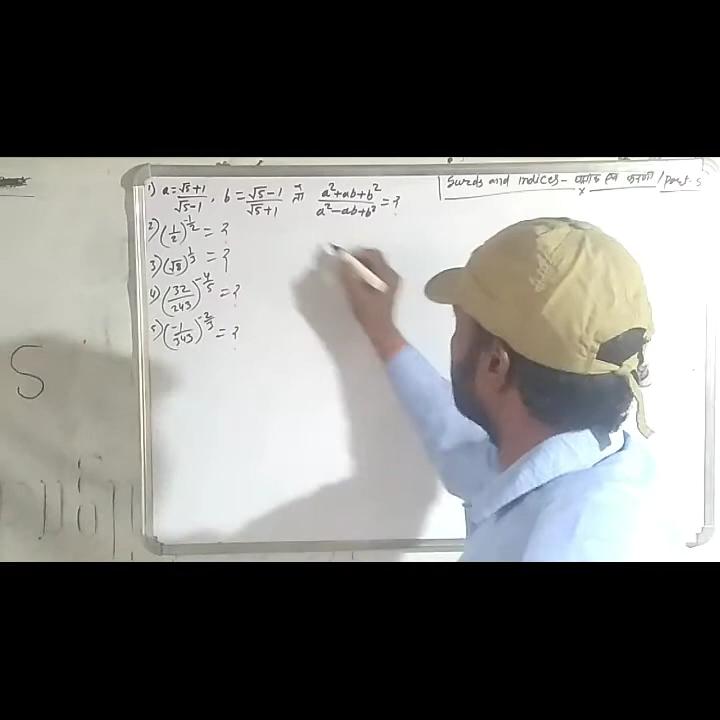 Surds and indices - घातांक एवं करणी / Part-5
1) a = √5+1/√5-1 , b = √5-1/√5+1 तो a²+ab+b²/a²-ab+b² = ?
2) (1/2)^-1/2 = ?
3) (√8)^1/3 = ?
4) (32/243)^-4/5 = ?
5) (-1/343)^-2/3 = ?
S